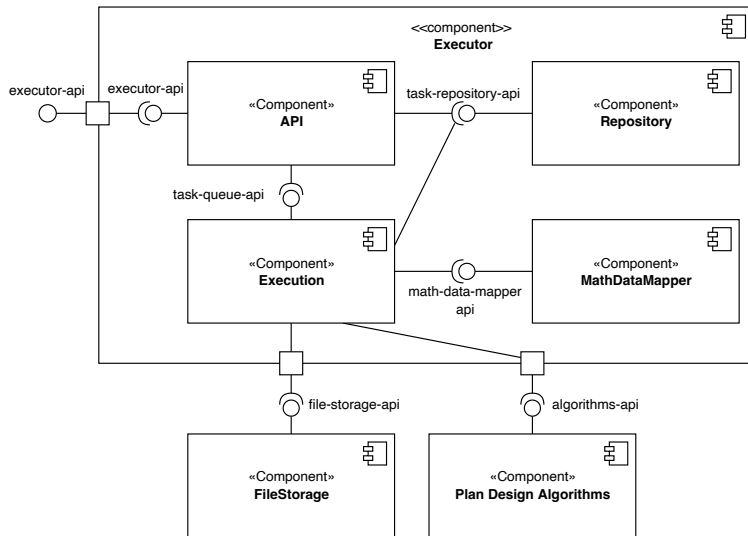 <<component>>
Executor
executor-api
executor-api
«Component»
API
task-repository-api
«Component»
Repository
task-queue-api
«Component»
Execution
math-data-mapper
api
«Component»
MathDataMapper
file-storage-api
algorithms-api
«Component»
FileStorage
«Component»
Plan Design Algorithms